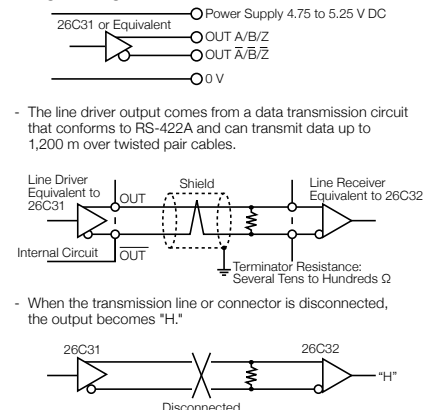 Power Supply 4.75 to 5.25 V DC
26C31 or Equivalent
OUT A/B/Z
OUT A̅/B̅/Z̅
0 V
- The line driver output comes from a data transmission circuit
that conforms to RS-422A and can transmit data up to
1,200 m over twisted pair cables.
Line Driver
Equivalent to
26C31
OUT
Shield
Line Receiver
Equivalent to 26C32
Internal Circuit
O̅U̅T̅
Terminator Resistance:
Several Tens to Hundreds Ω
- When the transmission line or connector is disconnected,
the output becomes "H."
26C31
26C32
"H"
Disconnected